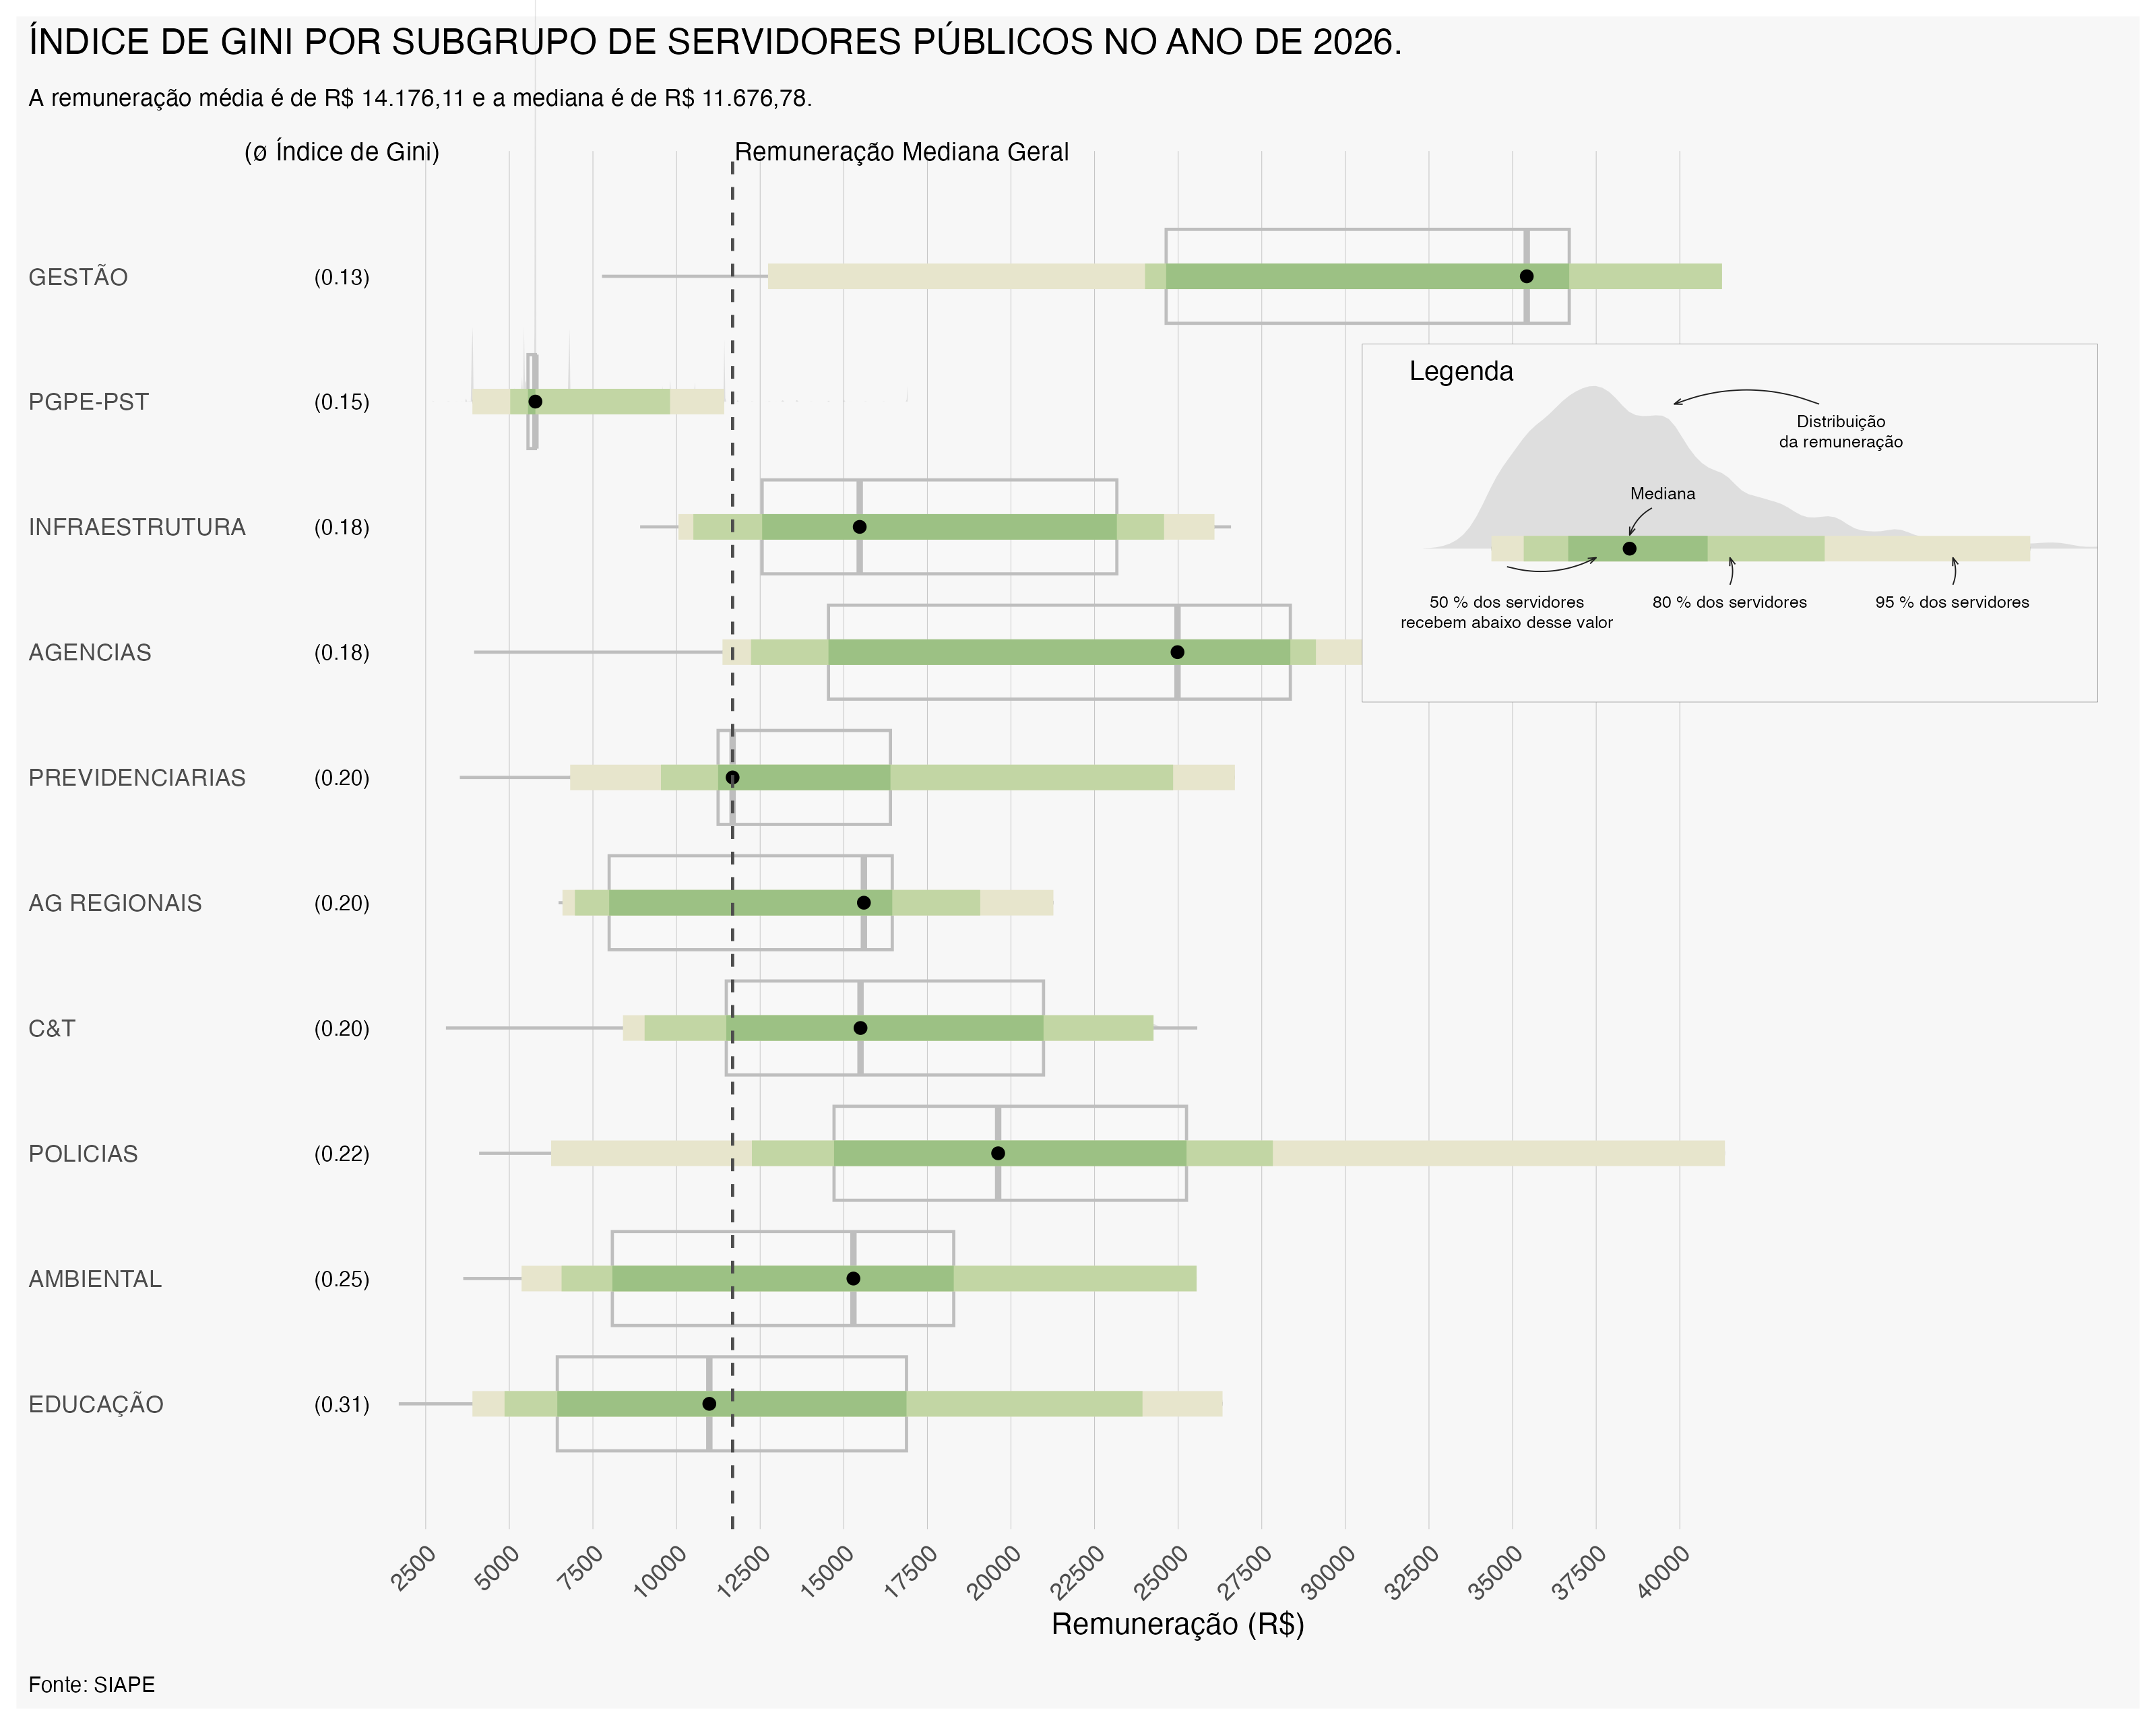 ÍNDICE DE GINI POR SUBGRUPO DE SERVIDORES PÚBLICOS NO ANO DE 2026.
A remuneração média é de R$ 14.176,11 e a mediana é de R$ 11.676,78.
(ø Índice de Gini)
Remuneração Mediana Geral
GESTÃO (0.13)
PGPE-PST (0.15)
INFRAESTRUTURA (0.18)
AGENCIAS (0.18)
PREVIDENCIARIAS (0.20)
AG REGIONAIS (0.20)
C&T (0.20)
POLICIAS (0.22)
AMBIENTAL (0.25)
EDUCAÇÃO (0.31)
Legenda
Distribuição
da remuneração
Mediana
50 % dos servidores
recebem abaixo desse valor
80 % dos servidores
95 % dos servidores
2500 5000 7500 10000 12500 15000 17500 20000 22500 25000 27500 30000 32500 35000 37500 40000
Remuneração (R$)
Fonte: SIAPE